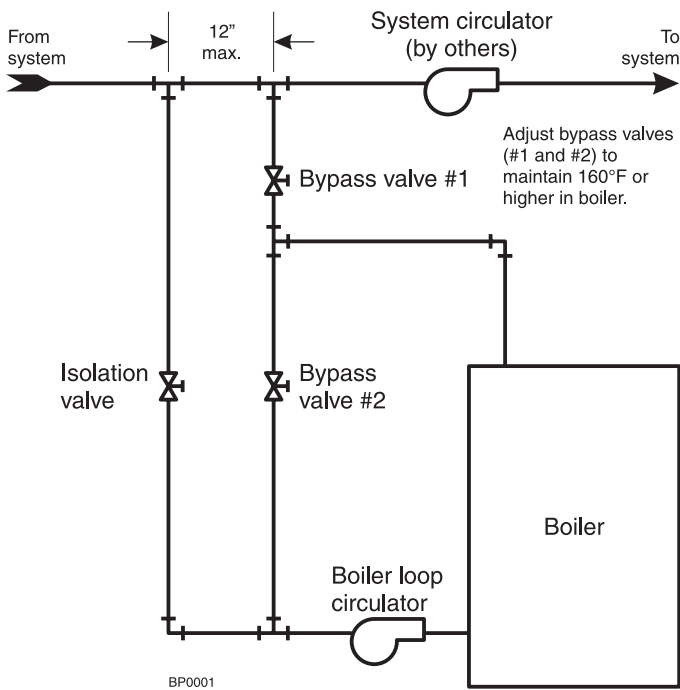 From
system
12”
max.
System circulator
(by others)
To
system
Adjust bypass valves
(#1 and #2) to
maintain 160°F or
higher in boiler.
Bypass valve #1
Isolation
valve
Bypass
valve #2
Boiler
Boiler loop
circulator
BP0001